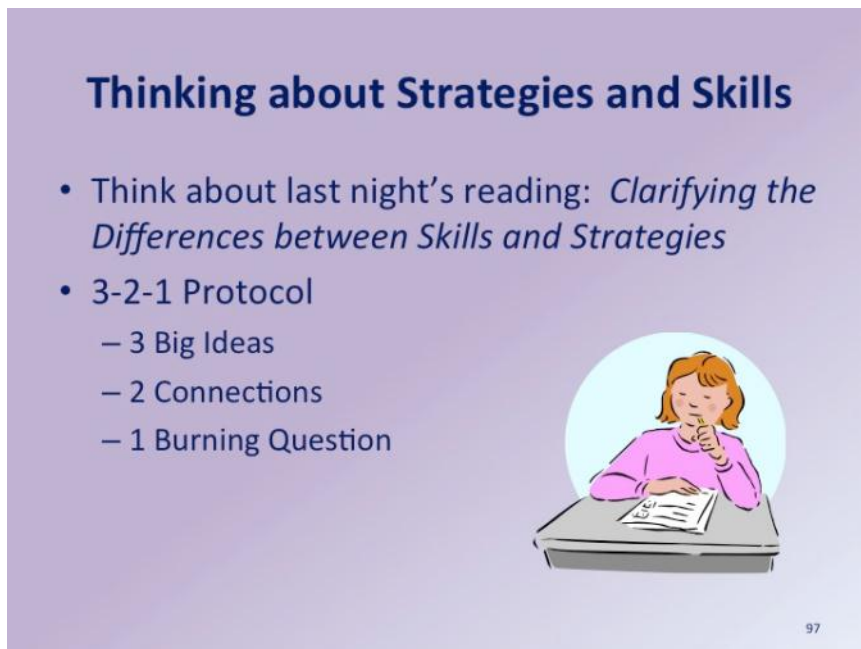 Thinking about Strategies and Skills
• Think about last night’s reading: Clarifying the
Differences between Skills and Strategies
• 3-2-1 Protocol
– 3 Big Ideas
– 2 Connections
– 1 Burning Question
97